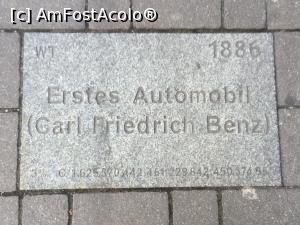 [c] AmFostAcolo®
WT 1886
Erstes Automobil
(Carl Friedrich Benz)